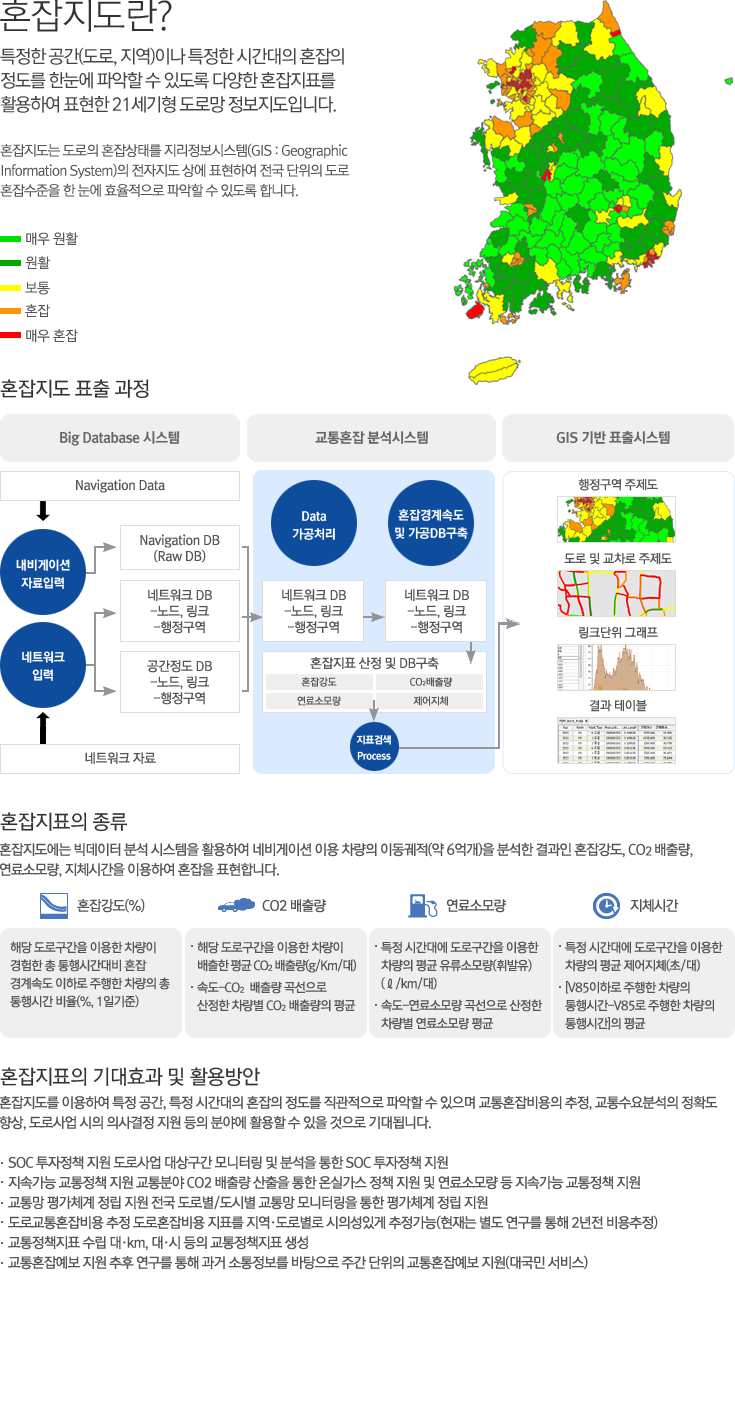 혼잡지도란?
특정한 공간(도로, 지역)이나 특정한 시간대의 혼잡의
정도를 한눈에 파악할 수 있도록 다양한 혼잡지표를
활용하여 표현한 21세기형 도로망 정보지도입니다.
혼잡지도는 도로의 혼잡상태를 지리정보시스템(GIS : Geographic
Information System)의 전자지도 상에 표현하여 전국 단위의 도로
혼잡수준을 한 눈에 효율적으로 파악할 수 있도록 합니다.
매우 원활
원활
보통
혼잡
매우 혼잡
혼잡지도 표출 과정
Big Database 시스템
교통혼잡 분석시스템
GIS 기반 표출시스템
Navigation Data
내비게이션
자료입력
Navigation DB
(Raw DB)
네트워크 DB
-노드, 링크
-행정구역
네트워크
입력
공간정도 DB
-노드, 링크
-행정구역
네트워크 자료
Data
가공처리
혼잡경계속도
및 가공DB구축
네트워크 DB
-노드, 링크
-행정구역
네트워크 DB
-노드, 링크
-행정구역
혼잡지표 산정 및 DB구축
혼잡강도
CO₂배출량
연료소모량
제어지체
지표검색
Process
행정구역 주제도
도로 및 교차로 주제도
링크단위 그래프
결과 테이블
혼잡지표의 종류
혼잡지도에는 빅데이터 분석 시스템을 활용하여 네비게이션 이용 차량의 이동궤적(약 6억개)을 분석한 결과인 혼잡강도, CO2 배출량,
연료소모량, 지체시간을 이용하여 혼잡을 표현합니다.
혼잡강도(%)
해당 도로구간을 이용한 차량이
경험한 총 통행시간대비 혼잡
경계속도 이하로 주행한 차량의 총
통행시간 비율(%, 1일기준)
CO2 배출량
· 해당 도로구간을 이용한 차량이
배출한 평균 CO₂ 배출량(g/Km/대)
· 속도-CO₂ 배출량 곡선으로
산정한 차량별 CO₂ 배출량의 평균
연료소모량
· 특정 시간대에 도로구간을 이용한
차량의 평균 유류소모량(휘발유)
(ℓ/km/대)
· 속도-연료소모량 곡선으로 산정한
차량별 연료소모량 평균
지체시간
· 특정 시간대에 도로구간을 이용한
차량의 평균 제어지체(초/대)
· [V85이하로 주행한 차량의
통행시간-V85로 주행한 차량의
통행시간]의 평균
혼잡지표의 기대효과 및 활용방안
혼잡지도를 이용하여 특정 공간, 특정 시간대의 혼잡의 정도를 직관적으로 파악할 수 있으며 교통혼잡비용의 추정, 교통수요분석의 정확도
향상, 도로사업 시의 의사결정 지원 등의 분야에 활용할 수 있을 것으로 기대됩니다.
· SOC 투자정책 지원 도로사업 대상구간 모니터링 및 분석을 통한 SOC 투자정책 지원
· 지속가능 교통정책 지원 교통분야 CO2 배출량 산출을 통한 온실가스 정책 지원 및 연료소모량 등 지속가능 교통정책 지원
· 교통망 평가체계 정립 지원 전국 도로별/도시별 교통망 모니터링을 통한 평가체계 정립 지원
· 도로교통혼잡비용 추정 도로혼잡비용 지표를 지역·도로별로 시의성있게 추정가능(현재는 별도 연구를 통해 2년전 비용추정)
· 교통정책지표 수립 대·km, 대·시 등의 교통정책지표 생성
· 교통혼잡예보 지원 추후 연구를 통해 과거 소통정보를 바탕으로 주간 단위의 교통혼잡예보 지원(대국민 서비스)